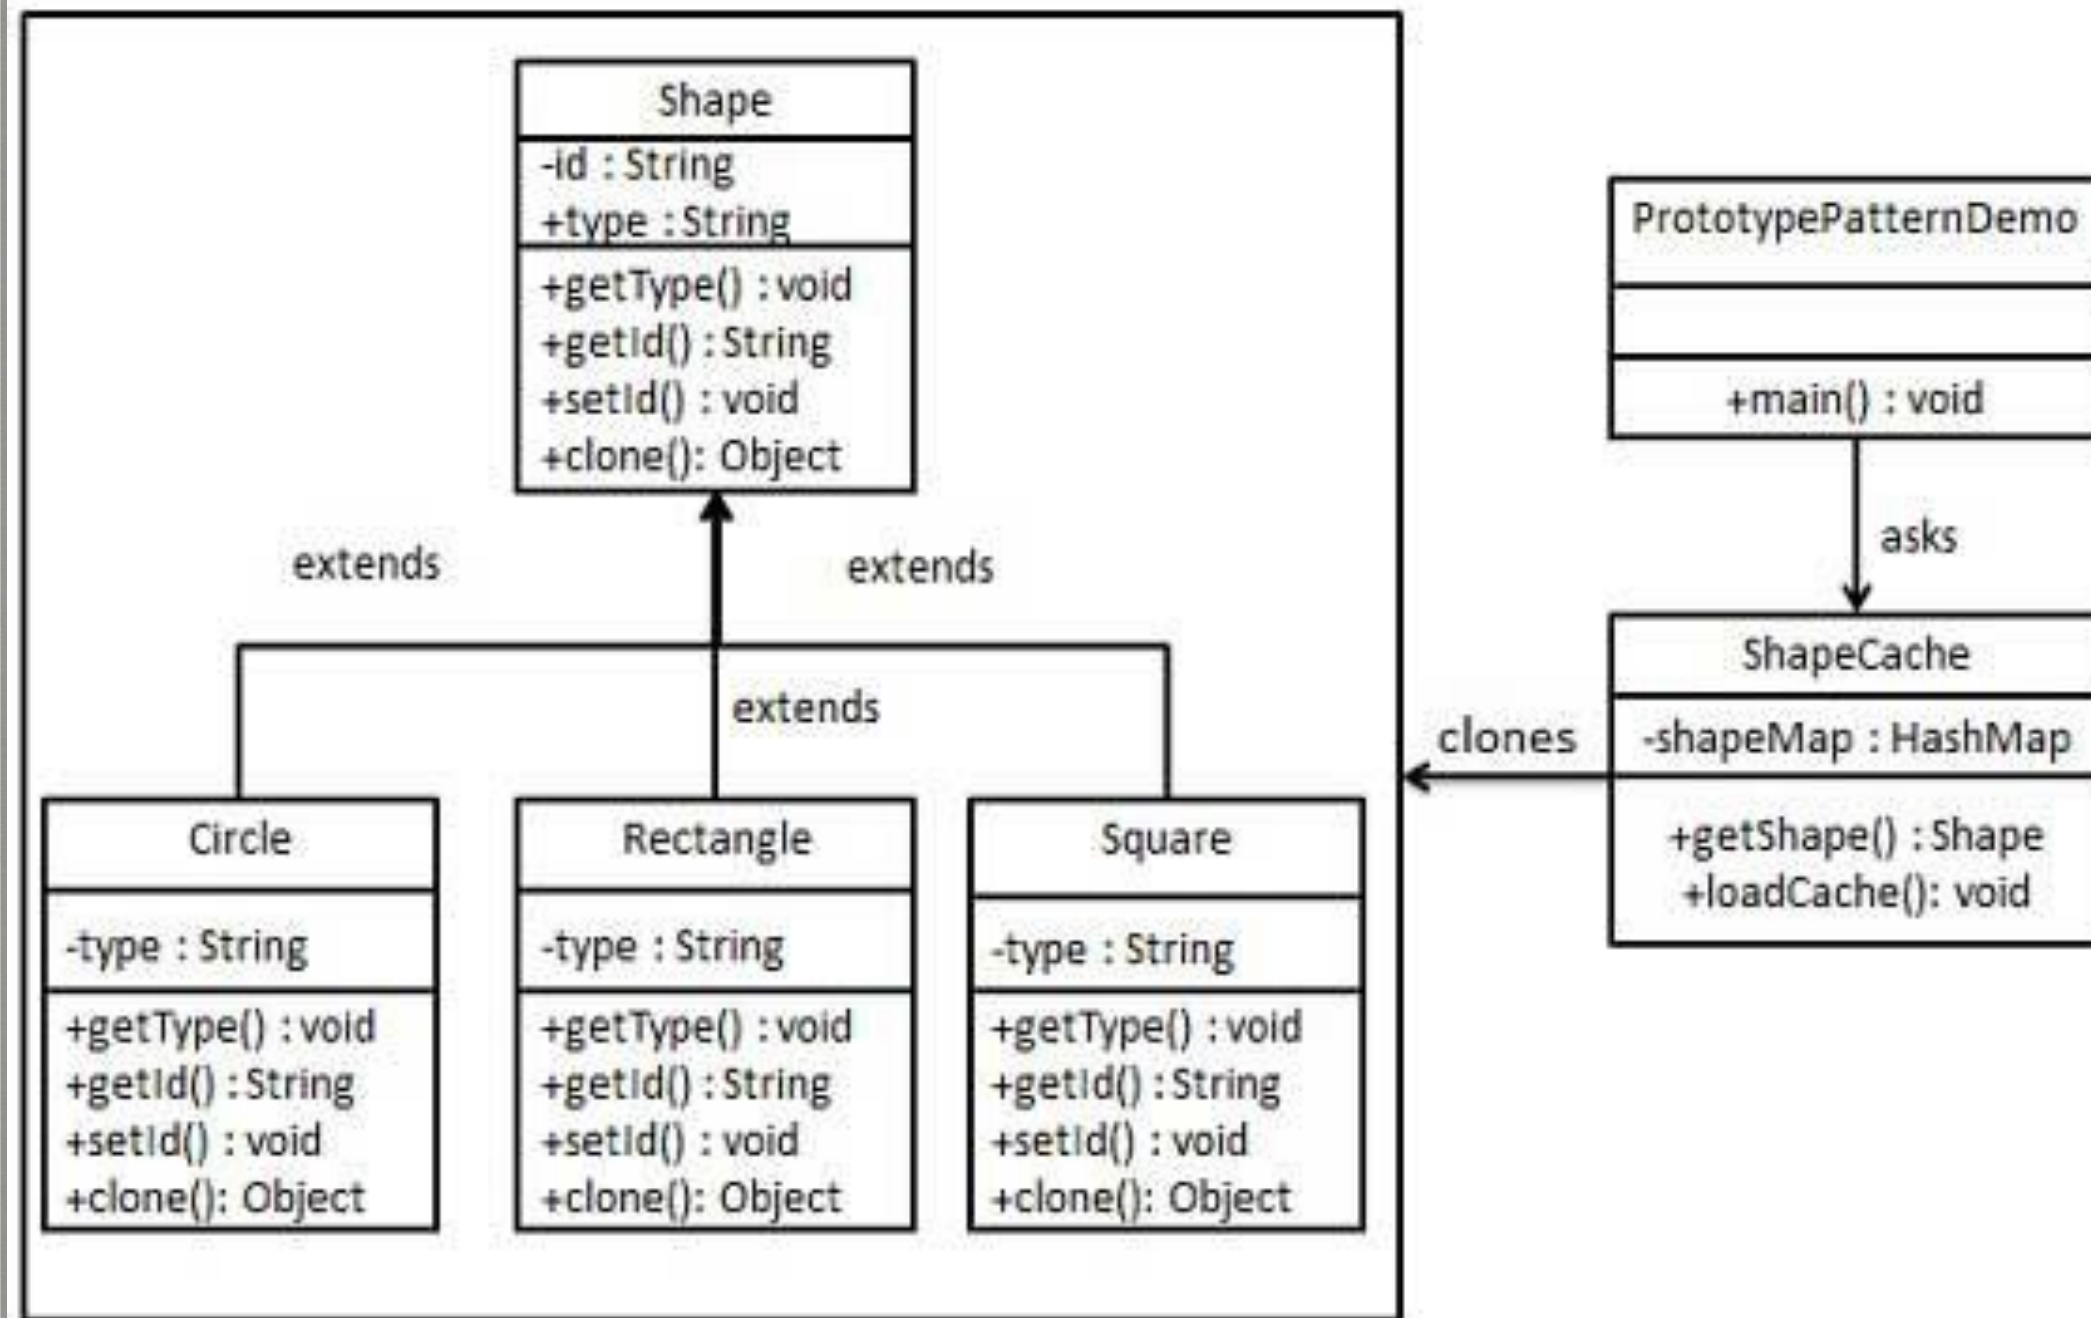 Shape
-id : String
+type : String
+getType() : void
+getId() : String
+setId() : void
+clone(): Object
extends
extends
extends
Circle
-type : String
+getType() : void
+getId() : String
+setId() : void
+clone(): Object
Rectangle
-type : String
+getType() : void
+getId() : String
+setId() : void
+clone(): Object
Square
-type : String
+getType() : void
+getId() : String
+setId() : void
+clone(): Object
PrototypePatternDemo
+main() : void
asks
ShapeCache
-shapeMap : HashMap
+getShape() : Shape
+loadCache(): void
clones